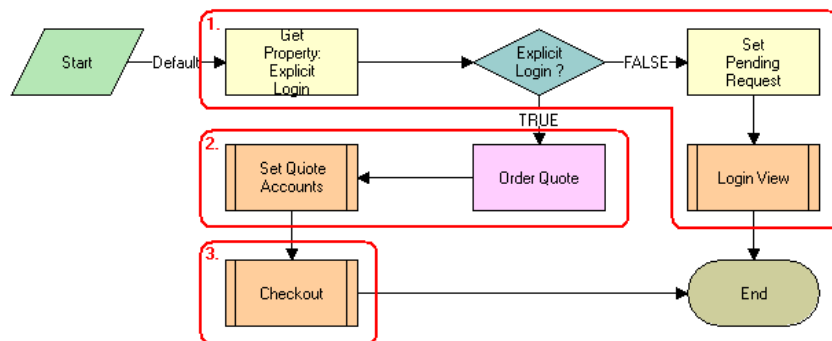 1.
Start
Default
Get
Property:
Explicit
Login
Explicit
Login ?
FALSE
Set
Pending
Request
TRUE
2.
Set Quote
Accounts
Order Quote
Login View
3.
Checkout
End